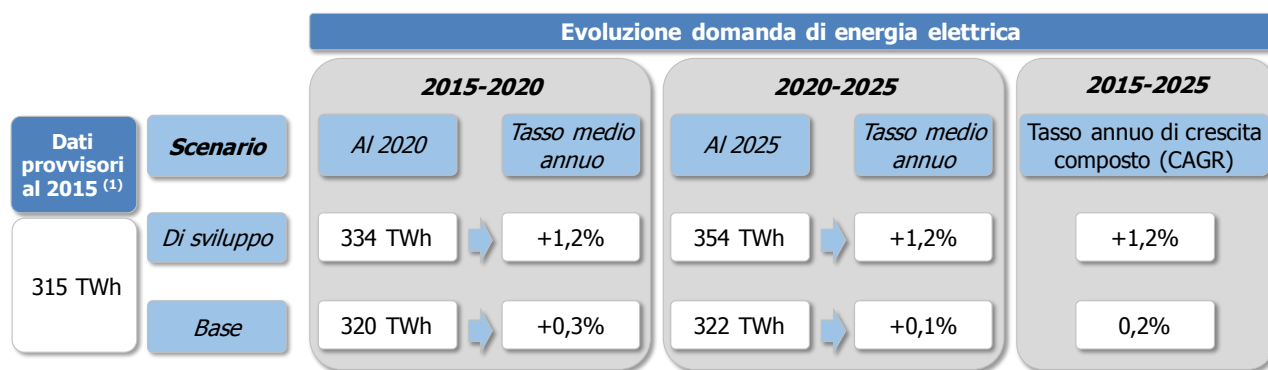 Evoluzione domanda di energia elettrica
2015-2020
2020-2025
2015-2025
Dati
provvisori
al 2015 (1)
Scenario
Al 2020
Tasso medio
annuo
Al 2025
Tasso medio
annuo
Tasso annuo di crescita
composto (CAGR)
315 TWh
Di sviluppo
334 TWh
+1,2%
354 TWh
+1,2%
+1,2%
Base
320 TWh
+0,3%
322 TWh
+0,1%
0,2%